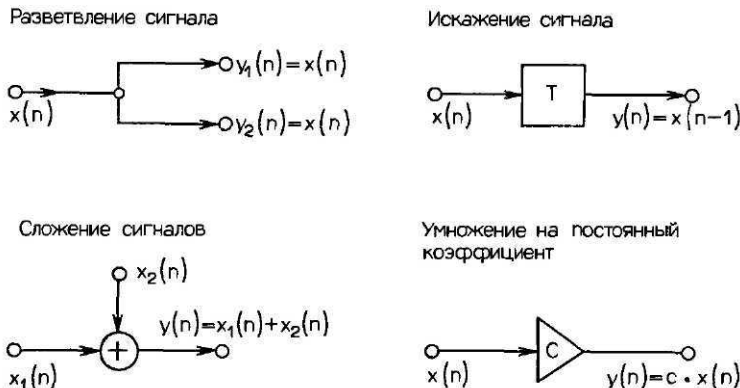 Разветвление сигнала
y₁(n)=x(n)
x(n)
y₂(n)=x(n)
Искажение сигнала
T
x(n)
y(n)=x(n-1)
Сложение сигналов
x₂(n)
y(n)=x₁(n)+x₂(n)
+
x₁(n)
Умножение на постоянный
коэффициент
C
x(n)
y(n)=c·x(n)